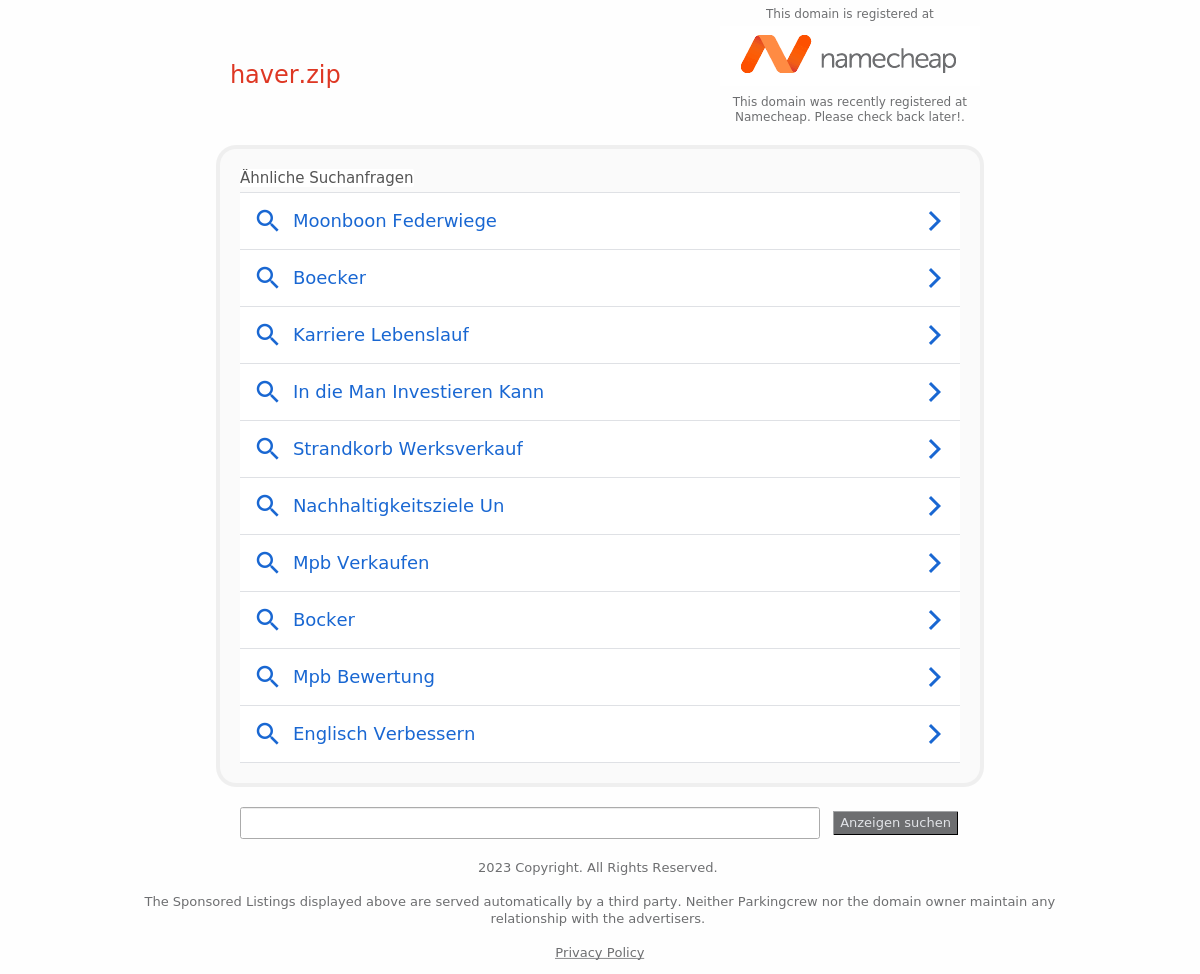 This domain is registered at
namecheap
haver.zip
This domain was recently registered at
Namecheap. Please check back later!.
Ähnliche Suchanfragen
Moonboon Federwiege
Boecker
Karriere Lebenslauf
In die Man Investieren Kann
Strandkorb Werksverkauf
Nachhaltigkeitsziele Un
Mpb Verkaufen
Bocker
Mpb Bewertung
Englisch Verbessern
Anzeigen suchen
2023 Copyright. All Rights Reserved.
The Sponsored Listings displayed above are served automatically by a third party. Neither Parkingcrew nor the domain owner maintain any
relationship with the advertisers.
Privacy Policy